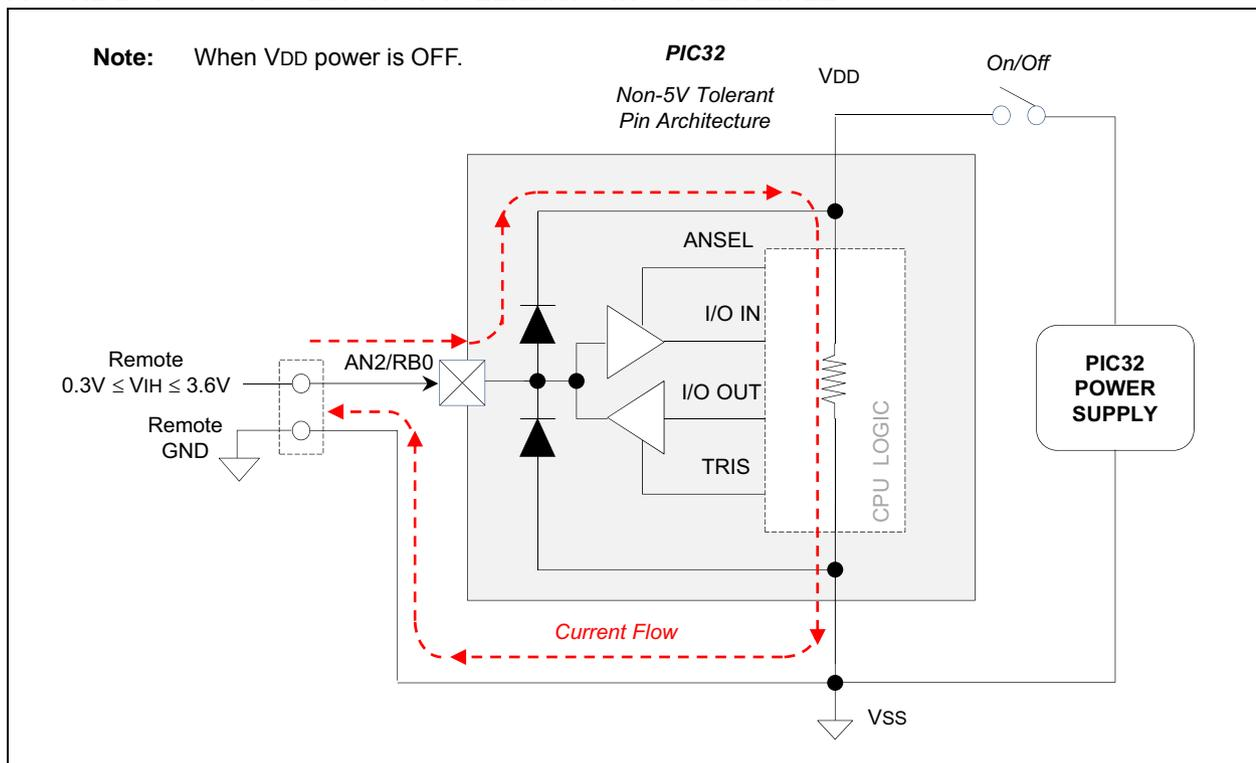 Note: When VDD power is OFF.
PIC32
Non-5V Tolerant
Pin Architecture
VDD
On/Off
ANSEL
I/O IN
I/O OUT
TRIS
CPU LOGIC
Remote
0.3V ≤ VIH ≤ 3.6V
AN2/RB0
Remote
GND
PIC32
POWER
SUPPLY
Current Flow
VSS